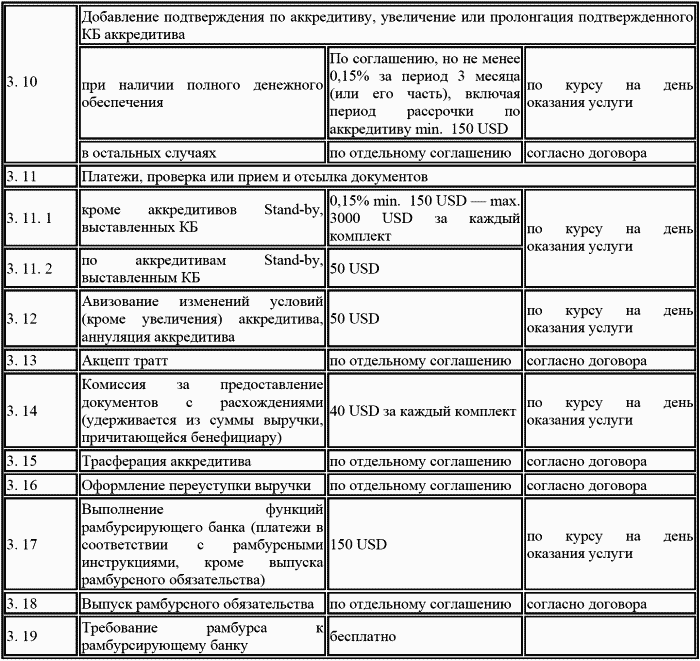 3. 10
Добавление подтверждения по аккредитиву, увеличение или пролонгация подтвержденного
КБ аккредитива
при наличии полного денежного
обеспечения
По соглашению, но не менее
0,15% за период 3 месяца
(или его часть), включая
период рассрочки по
аккредитиву min. 150 USD
по курсу на день
оказания услуги
в остальных случаях
по отдельному соглашению
согласно договора
3. 11
Платежи, проверка или прием и отсылка документов
3. 11. 1
кроме аккредитивов Stand-by,
выставленных КБ
0,15% min. 150 USD — max.
3000 USD за каждый
комплект
по курсу на день
оказания услуги
3. 11. 2
по аккредитивам Stand-by,
выставленным КБ
50 USD
3. 12
Авизование изменений условий
(кроме увеличения) аккредитива,
аннуляция аккредитива
50 USD
по курсу на день
оказания услуги
3. 13
Акцепт тратт
по отдельному соглашению
согласно договора
3. 14
Комиссия за предоставление
документов с расхождениями
(удерживается из суммы выручки,
причитающейся бенефициару)
40 USD за каждый комплект
по курсу на день
оказания услуги
3. 15
Трасферация аккредитива
по отдельному соглашению
согласно договора
3. 16
Оформление переуступки выручки
по отдельному соглашению
согласно договора
3. 17
Выполнение функций
рамбурсирующего банка (платежи в
соответствии с рамбурсными
инструкциями, кроме выпуска
рамбурсного обязательства)
150 USD
по курсу на день
оказания услуги
3. 18
Выпуск рамбурсного обязательства
по отдельному соглашению
согласно договора
3. 19
Требование рамбурса к
рамбурсирующему банку
бесплатно